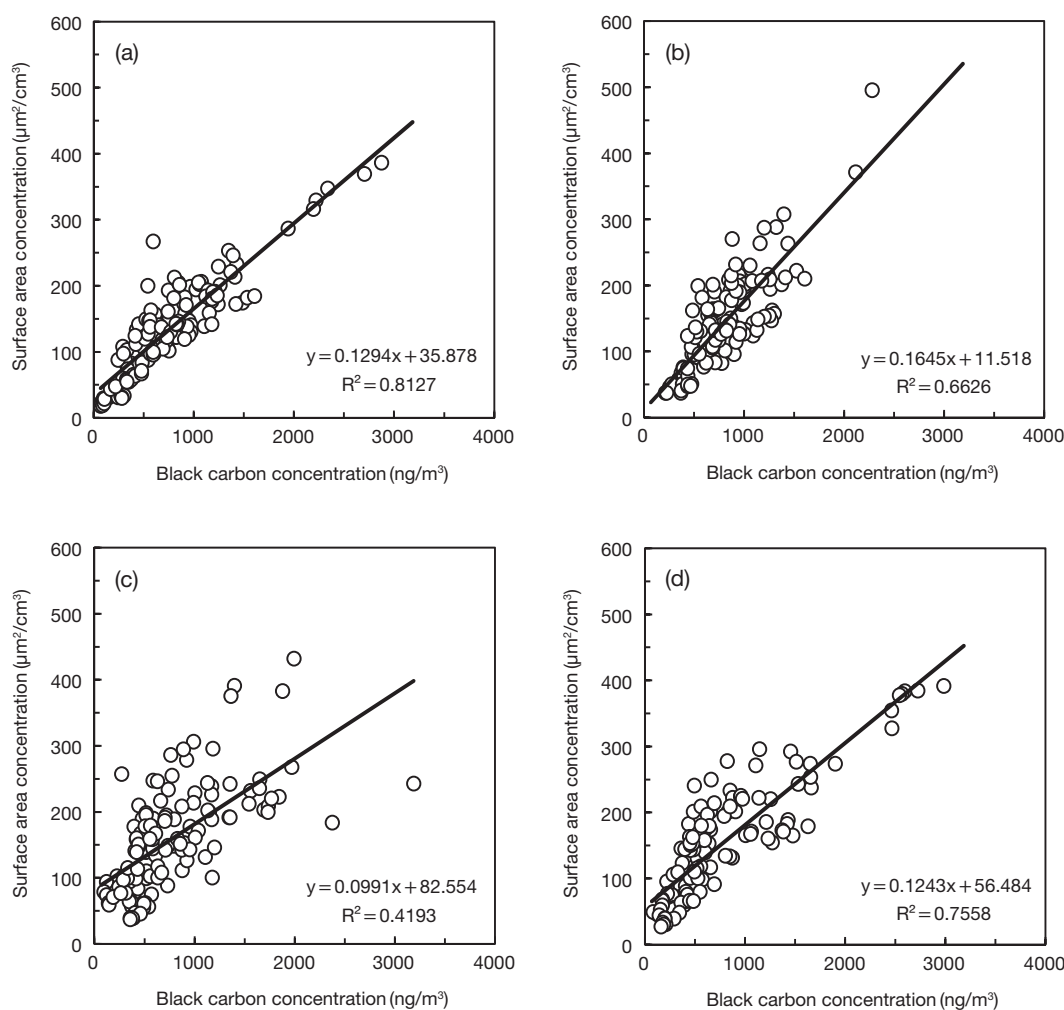 (a)
600
500
400
300
200
100
0
Surface area concentration (µm²/cm³)
y=0.1294x+35.878
R²=0.8127
0 1000 2000 3000 4000
Black carbon concentration (ng/m³)
(b)
600
500
400
300
200
100
0
Surface area concentration (µm²/cm³)
y=0.1645x+11.518
R²=0.6626
0 1000 2000 3000 4000
Black carbon concentration (ng/m³)
(c)
600
500
400
300
200
100
0
Surface area concentration (µm²/cm³)
y=0.0991x+82.554
R²=0.4193
0 1000 2000 3000 4000
Black carbon concentration (ng/m³)
(d)
600
500
400
300
200
100
0
Surface area concentration (µm²/cm³)
y=0.1243x+56.484
R²=0.7558
0 1000 2000 3000 4000
Black carbon concentration (ng/m³)